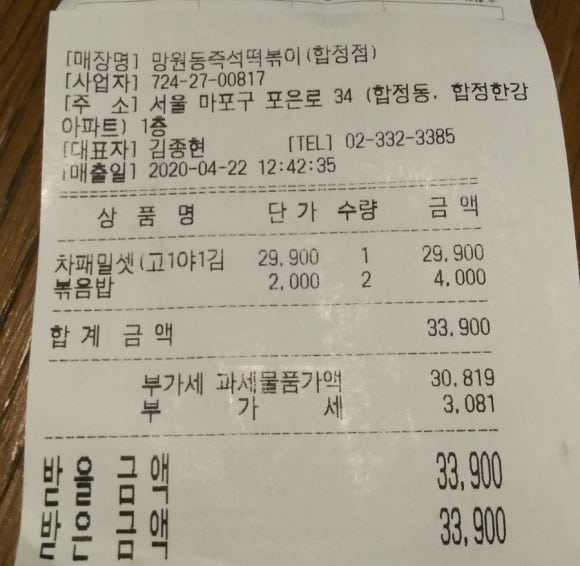 [매장명] 망원동즉석떡볶이(합정점)
[사업자] 724-27-00817
[주 소] 서울 마포구 포은로 34 (합정동, 합정한강
아파트) 1층
[대표자] 김종현 [TEL] 02-332-3385
[매출일] 2020-04-22 12:42:35
상 품 명 단 가 수량 금 액
차패밀셋(고1야1김 29,900 1 29,900
볶음밥 2,000 2 4,000
합 계 금 액 33,900
부가세 과세물품가액 30,819
부 가 세 3,081
받을금액 33,900
받은금액 33,900